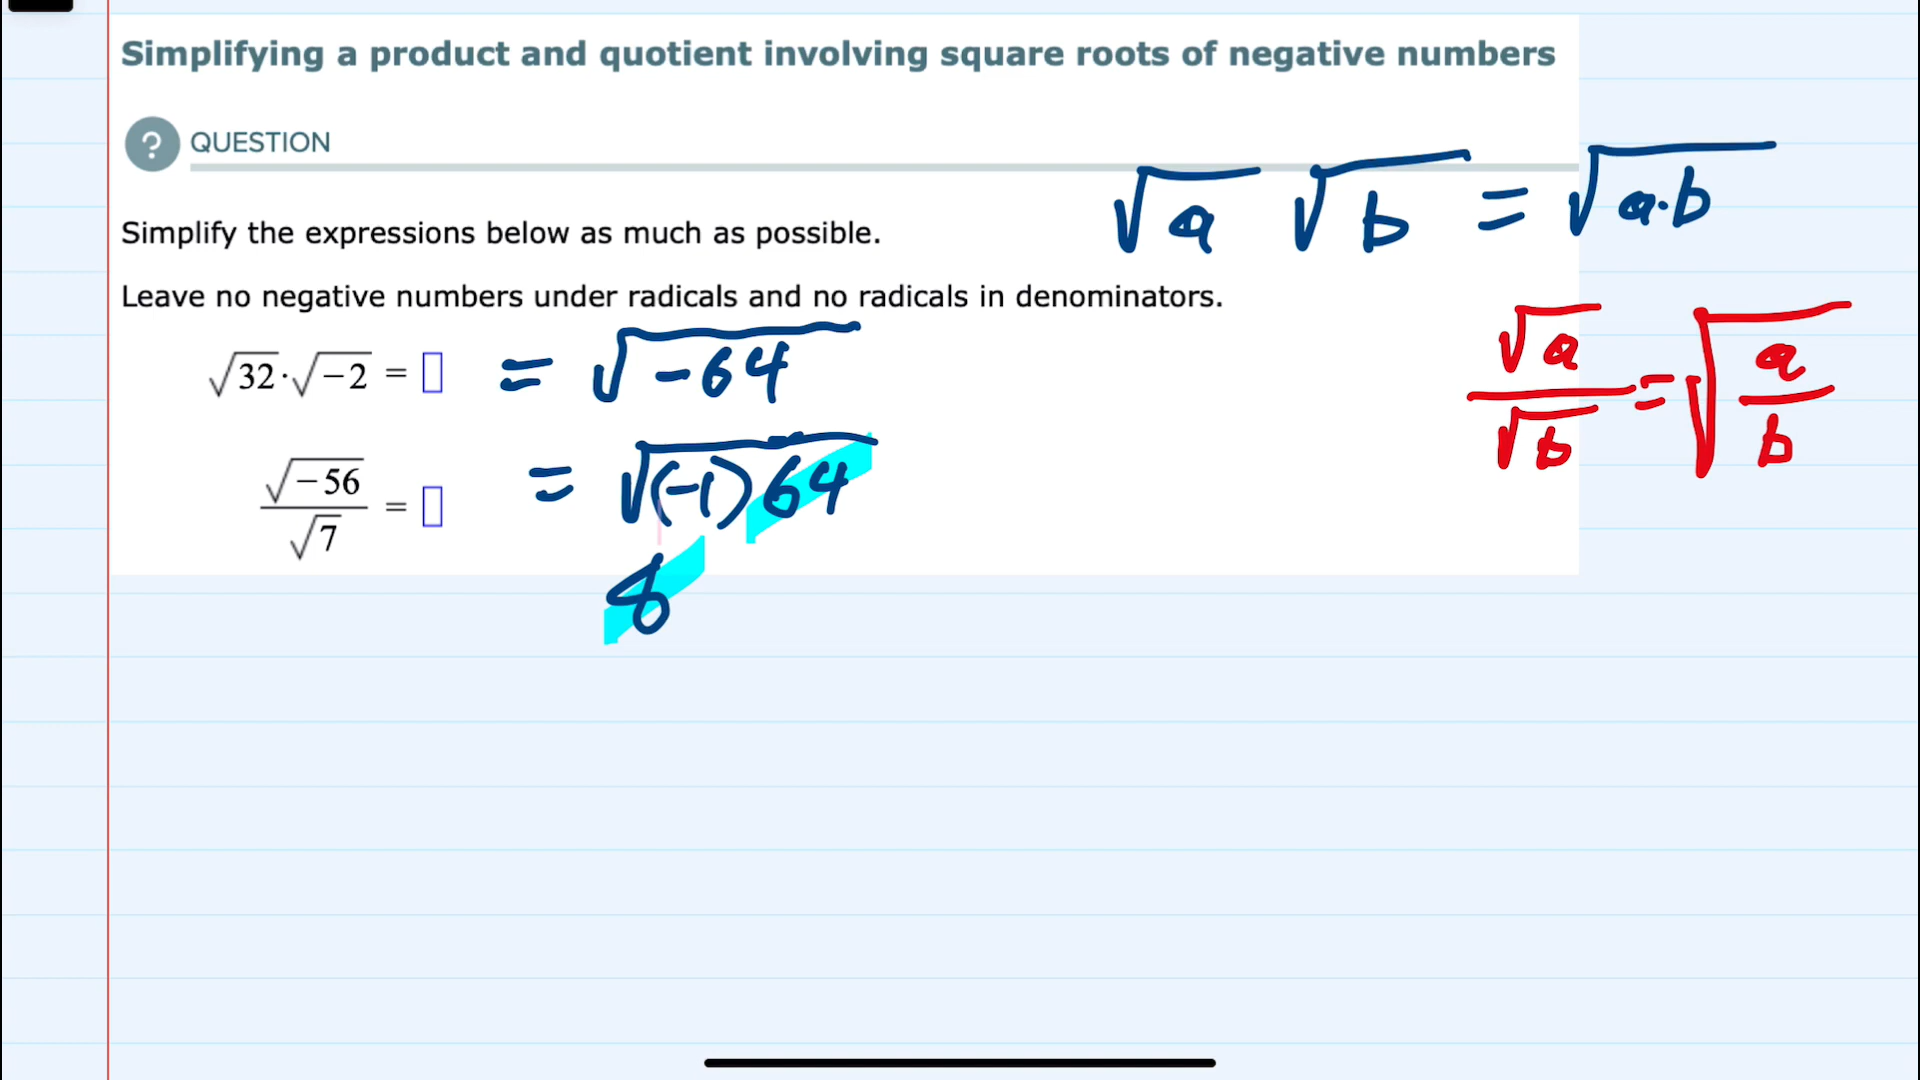 Simplifying a product and quotient involving square roots of negative numbers
? QUESTION
√a √b = √a·b
Simplify the expressions below as much as possible.
Leave no negative numbers under radicals and no radicals in denominators.
√32·√−2 = □ = √-64
√a/√b = √a/b
√−56/√7 = □
= √(-1)64
8